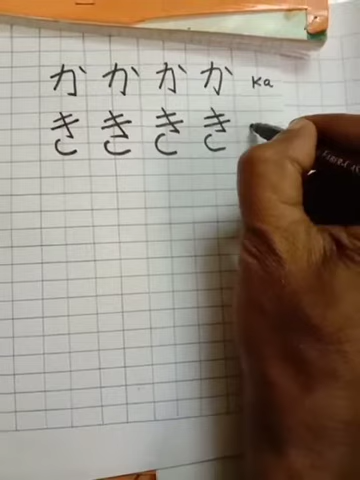 か か か か ka
き き き き